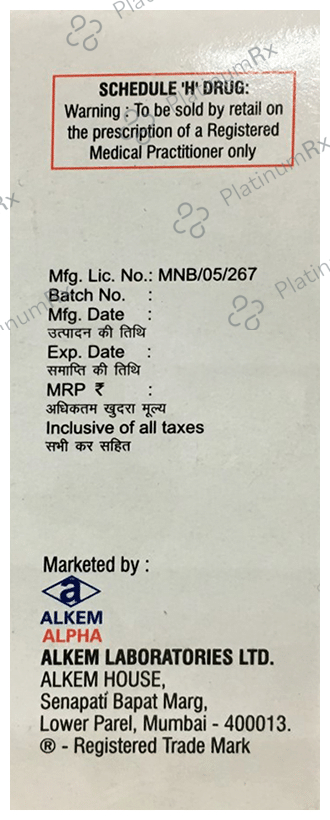 SCHEDULE 'H' DRUG:
Warning : To be sold by retail on
the prescription of a Registered
Medical Practitioner only
Mfg. Lic. No.: MNB/05/267
Batch No. :
Mfg. Date :
उत्पादन की तिथि
Exp. Date :
समाप्ति की तिथि
MRP ₹ :
अधिकतम खुदरा मूल्य
Inclusive of all taxes
सभी कर सहित
Marketed by :
a
ALKEM
ALPHA
ALKEM LABORATORIES LTD.
ALKEM HOUSE,
Senapati Bapat Marg,
Lower Parel, Mumbai - 400013.
® - Registered Trade Mark
PlatinumRx
PlatinumRx
PlatinumRx